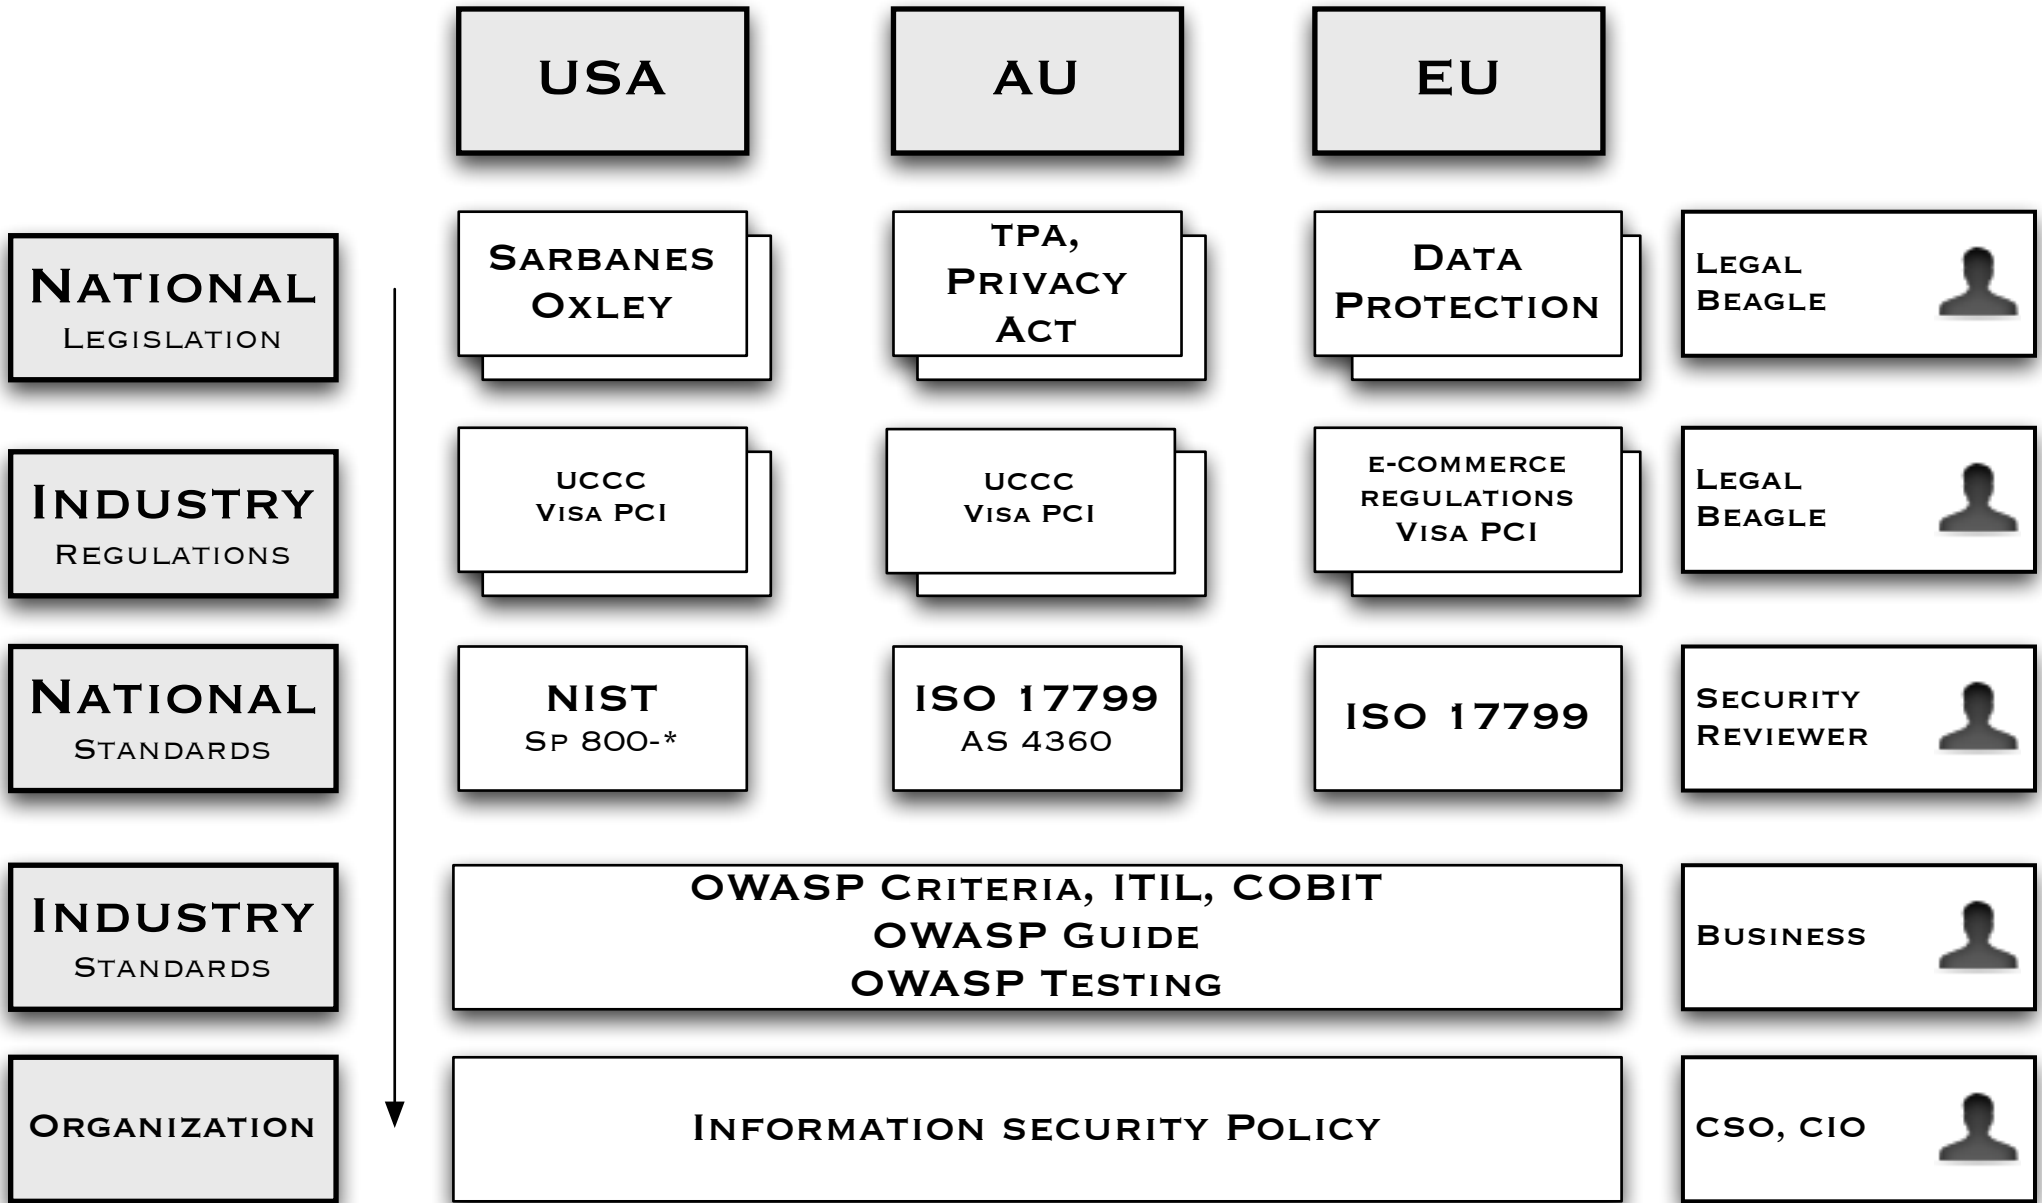 USA
AU
EU
National
Legislation
Sarbanes
Oxley
TPA,
Privacy
Act
Data
Protection
Legal
Beagle
Industry
Regulations
UCCC
Visa PCI
UCCC
Visa PCI
e-commerce
regulations
Visa PCI
Legal
Beagle
National
Standards
NIST
Sp 800-*
ISO 17799
AS 4360
ISO 17799
Security
Reviewer
Industry
Standards
OWASP Criteria, ITIL, COBIT
OWASP Guide
OWASP Testing
Business
Organization
Information security Policy
CSO, CIO